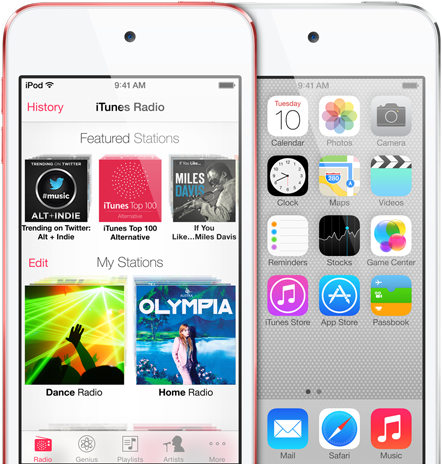 iPod 9:41 AM
History iTunes Radio
Featured Stations
TRENDING ON TWITTER
#music
ALT+INDIE
Trending on Twitter:
Alt + Indie
iTunes Top 100
Alternative
iTunes Top 100
Alternative
If You Like...
MILES
DAVIS
If You
Like...Miles Davis
Edit My Stations
OLYMPIA
Dance Radio
Home Radio
Radio Genius Playlists Artists More
9:41 AM
Tuesday
10
Calendar Photos Camera
280
Clock Maps Videos
Reminders Stocks Game Center
iTunes Store App Store Passbook
Mail Safari Music